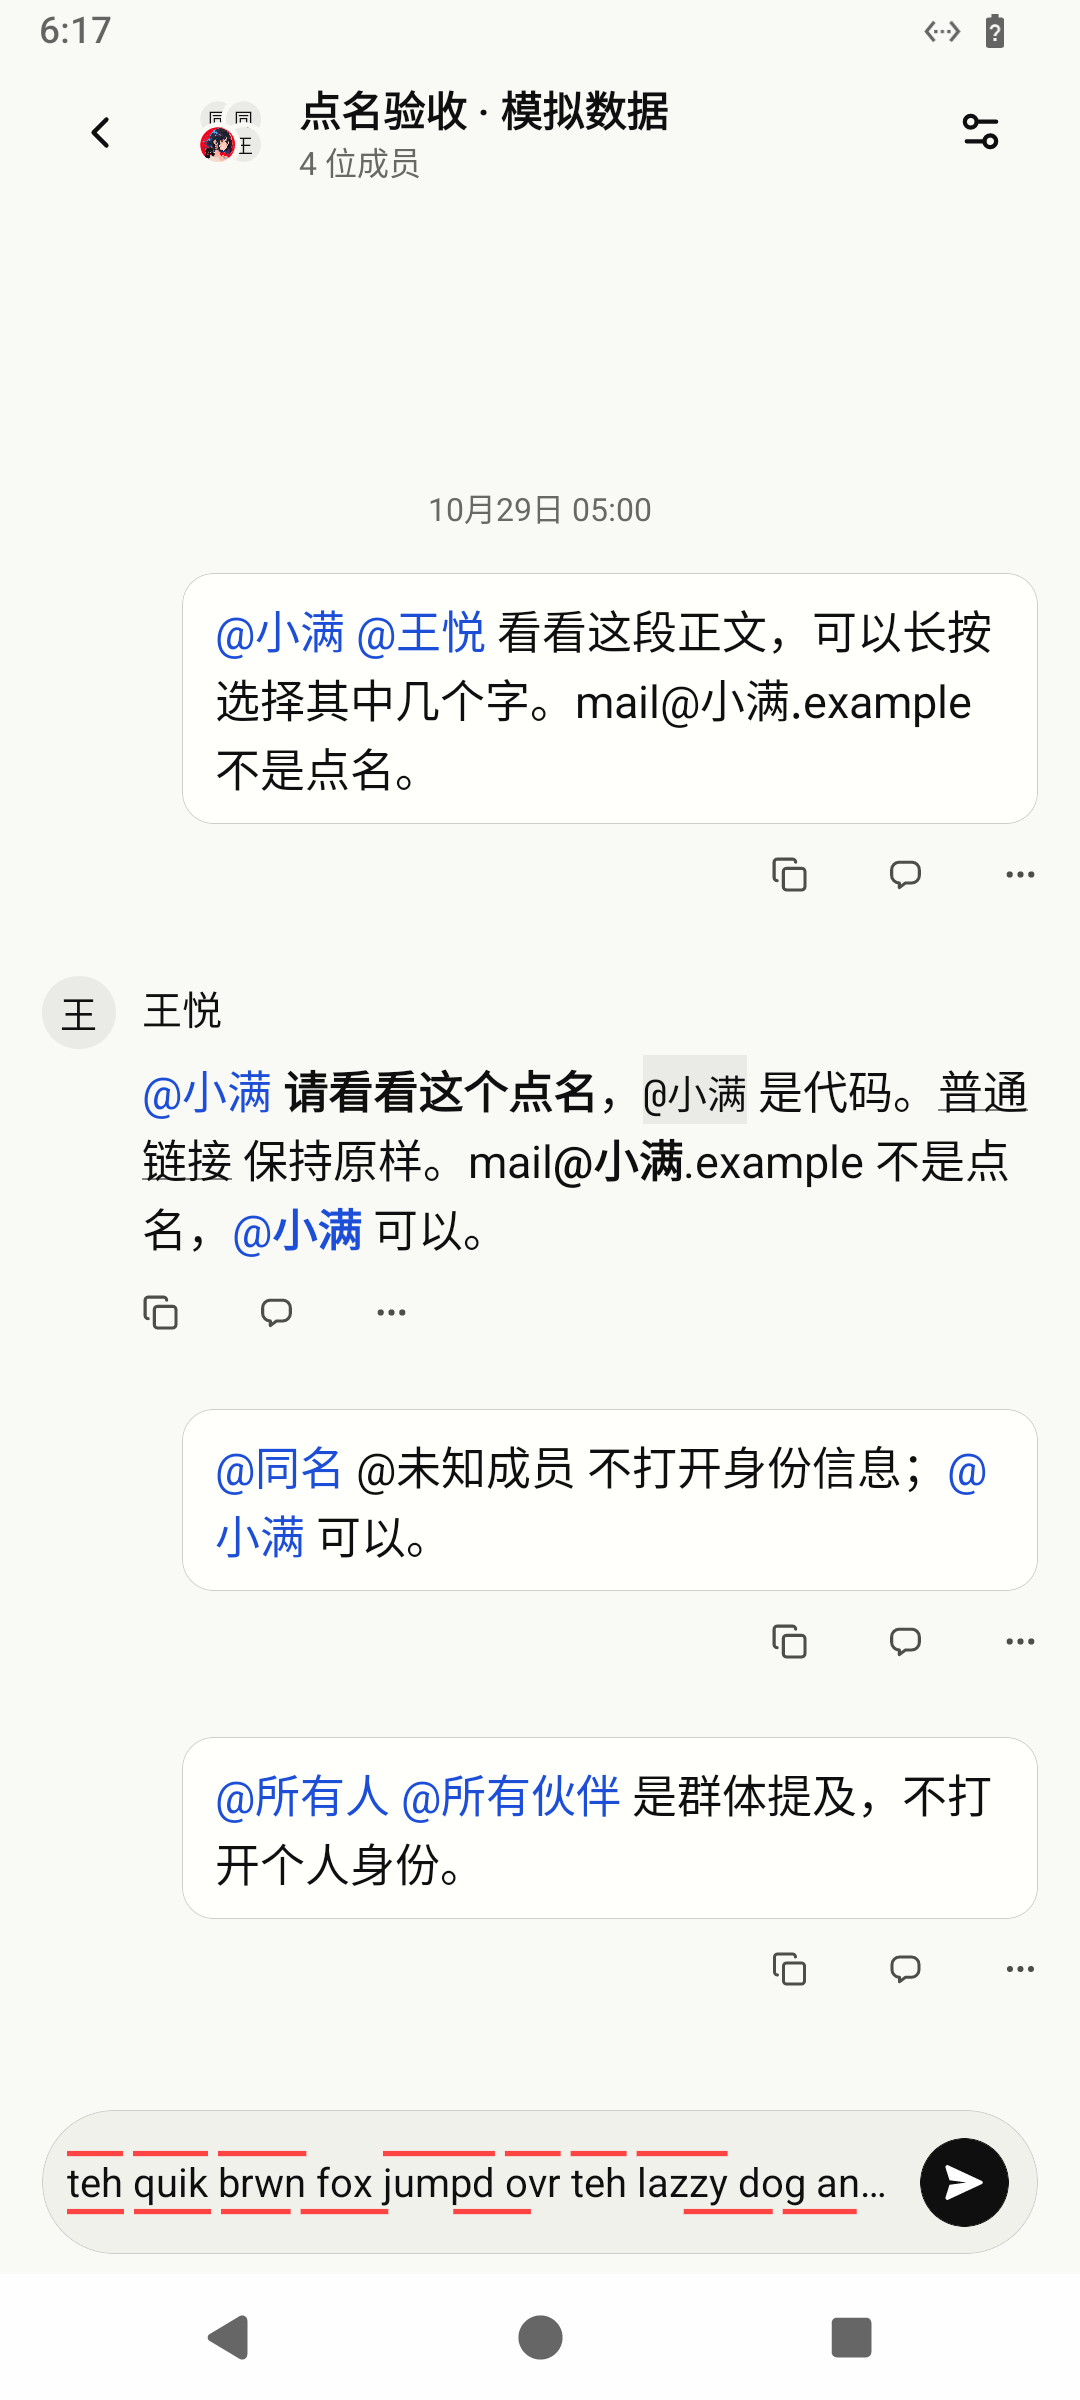 6:17
点名验收 · 模拟数据
4 位成员
10月29日 05:00
@小满 @王悦 看看这段正文，可以长按
选择其中几个字。mail@小满.example
不是点名。
王
王悦
@小满 请看看这个点名，@小满 是代码。普通
链接 保持原样。mail@小满.example 不是点
名，@小满 可以。
@同名 @未知成员 不打开身份信息；@
小满 可以。
@所有人 @所有伙伴 是群体提及，不打
开个人身份。
teh quik brwn fox jumpd ovr teh lazzy dog an…